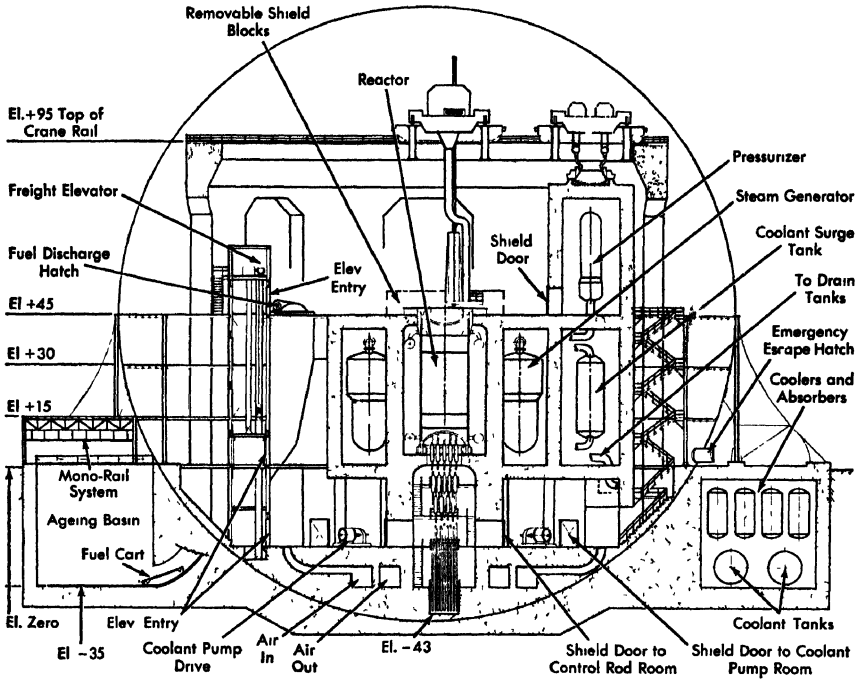 Removable Shield
Blocks
Reactor
El.+95 Top of
Crane Rail
Pressurizer
Freight Elevator
Steam Generator
Fuel Discharge
Hatch
Elev
Entry
Shield
Door
Coolant Surge
Tank
To Drain
Tanks
El +45
Emergency
Escape Hatch
El +30
Coolers and
Absorbers
El +15
Mono-Rail
System
Ageing Basin
Fuel Cart
El. Zero
El -35
Elev Entry
Coolant Pump
Drive
Air
In
Air
Out
El. -43
Shield Door to
Control Rod Room
Shield Door to Coolant
Pump Room
Coolant Tanks